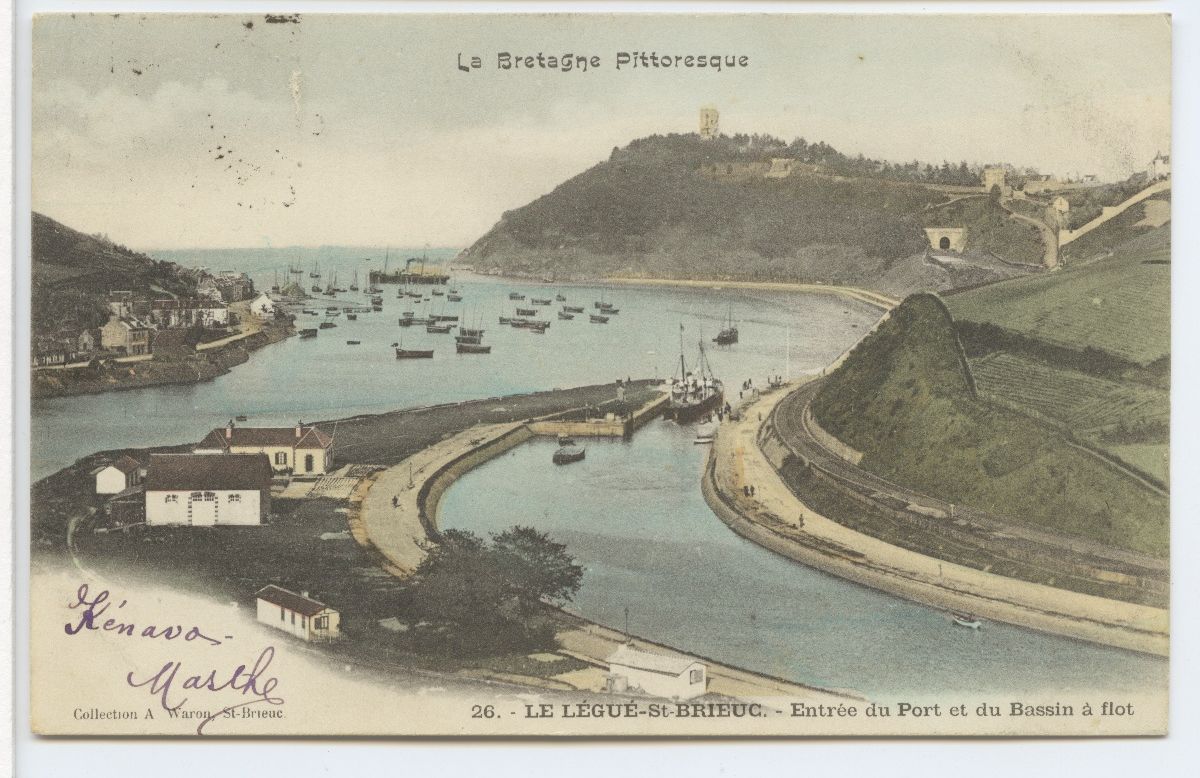 La Bretagne Pittoresque
Kénavo -
Marthe
Collection A Waron, St-Brieuc
26. - LE LÉGUÉ-St-BRIEUC. - Entrée du Port et du Bassin à flot